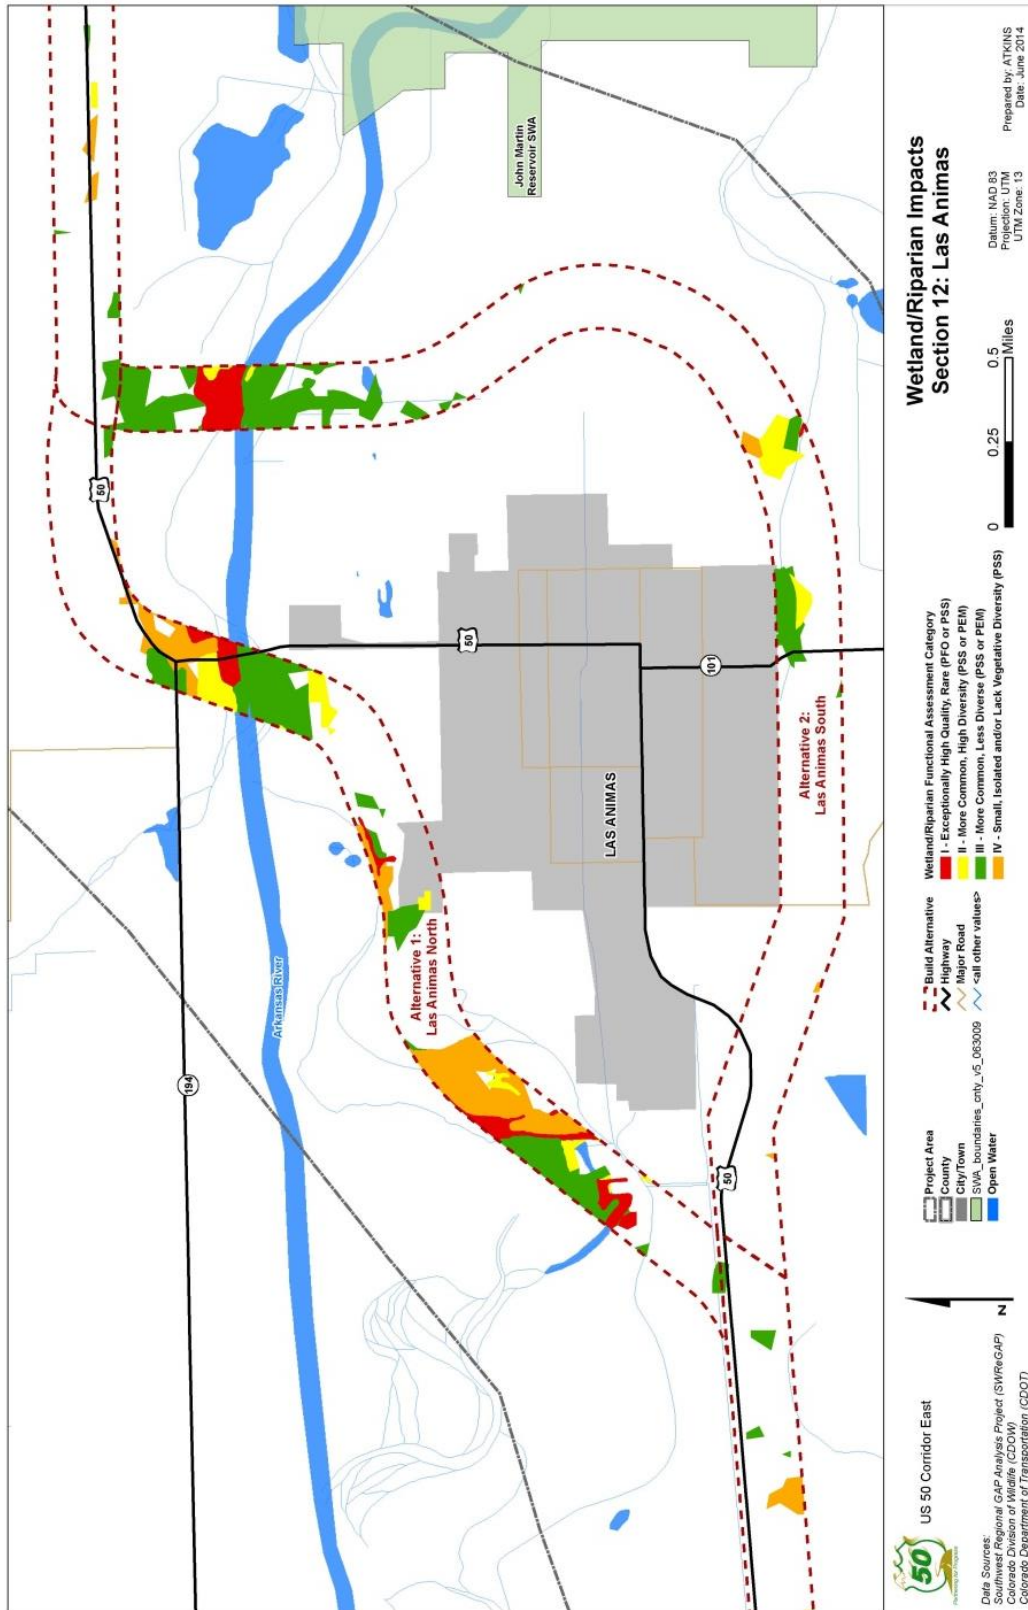 John Martin
Reservoir SWA
50
50
Arkansas River
194
Alternative 1:
Las Animas North
LAS ANIMAS
101
Alternative 2:
Las Animas South
50
50
US 50 Corridor East
Data Sources:
Southwest Regional GAP Analysis Project (SWReGAP)
Colorado Division of Wildlife (CDOW)
Colorado Department of Transportation (CDOT)
N
Project Area
County
City/Town
SWA_boundaries_cnty_v5_063009
Open Water
Build Alternative
Highway
Major Road
<all other values>
Wetland/Riparian Functional Assessment Category
I - Exceptionally High Quality, Rare (PFO or PSS)
II - More Common, High Diversity (PSS or PEM)
III - More Common, Less Diverse (PSS or PEM)
IV - Small, Isolated and/or Lack Vegetative Diversity (PSS)
0 0.25 0.5
Miles
Wetland/Riparian Impacts
Section 12: Las Animas
Datum: NAD 83
Projection: UTM
UTM Zone: 13
Prepared by: ATKINS
Date: June 2014